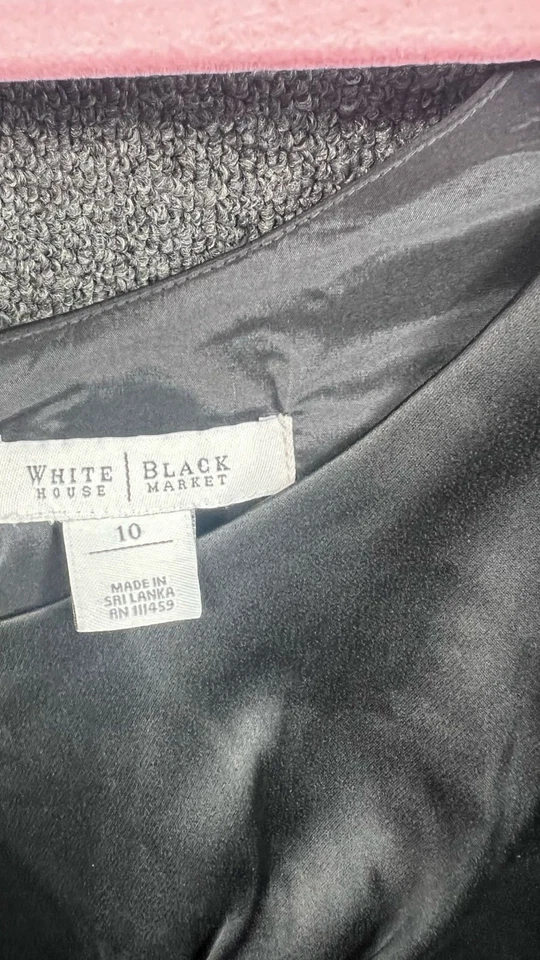 WHITE | BLACK
HOUSE | MARKET
10
MADE IN
SRI LANKA
RN 111459